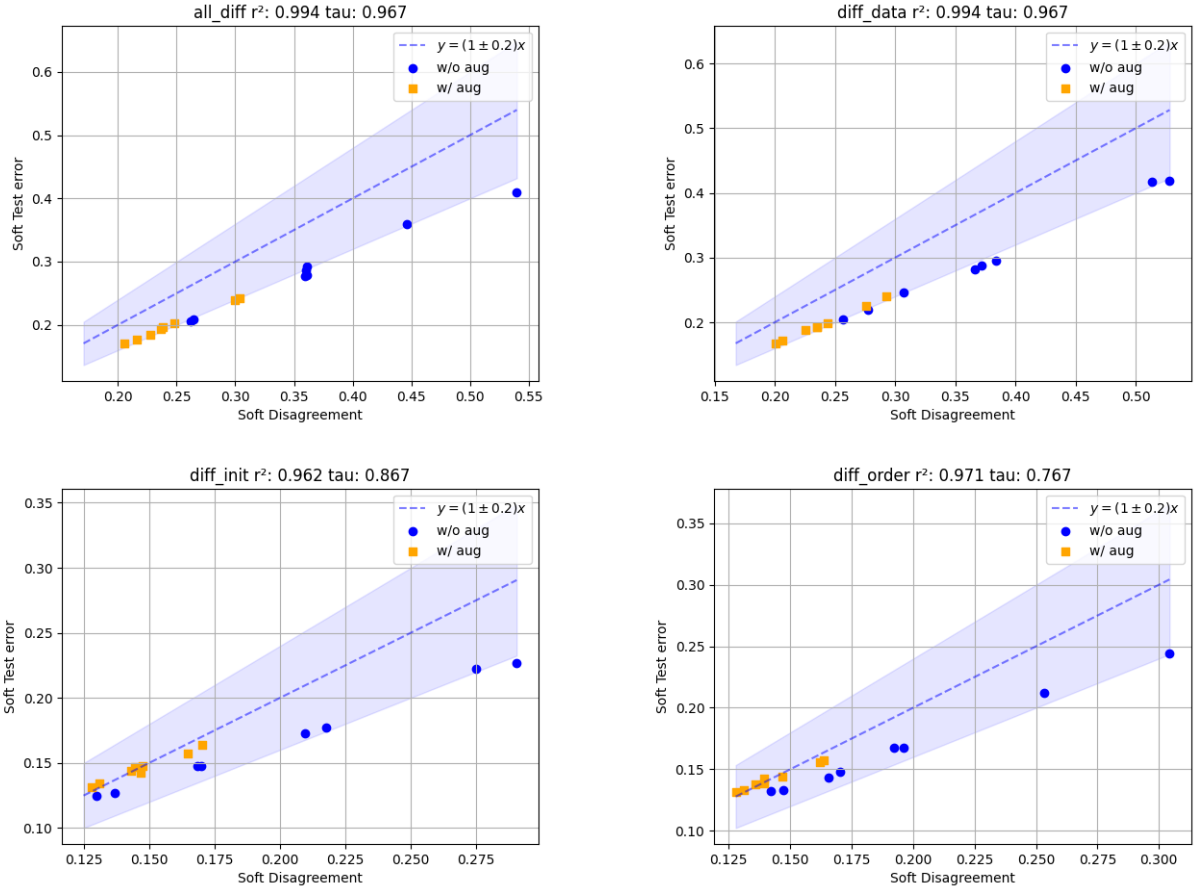 all_diff r²: 0.994 tau: 0.967
y = (1 ± 0.2)x
w/o aug
w/ aug
0.6
0.5
0.4
0.3
0.2
Soft Test error
0.20 0.25 0.30 0.35 0.40 0.45 0.50 0.55
Soft Disagreement
diff_data r²: 0.994 tau: 0.967
y = (1 ± 0.2)x
w/o aug
w/ aug
0.6
0.5
0.4
0.3
0.2
Soft Test error
0.15 0.20 0.25 0.30 0.35 0.40 0.45 0.50
Soft Disagreement
diff_init r²: 0.962 tau: 0.867
y = (1 ± 0.2)x
w/o aug
w/ aug
0.35
0.30
0.25
0.20
0.15
0.10
Soft Test error
0.125 0.150 0.175 0.200 0.225 0.250 0.275
Soft Disagreement
diff_order r²: 0.971 tau: 0.767
y = (1 ± 0.2)x
w/o aug
w/ aug
0.35
0.30
0.25
0.20
0.15
0.10
Soft Test error
0.125 0.150 0.175 0.200 0.225 0.250 0.275 0.300
Soft Disagreement